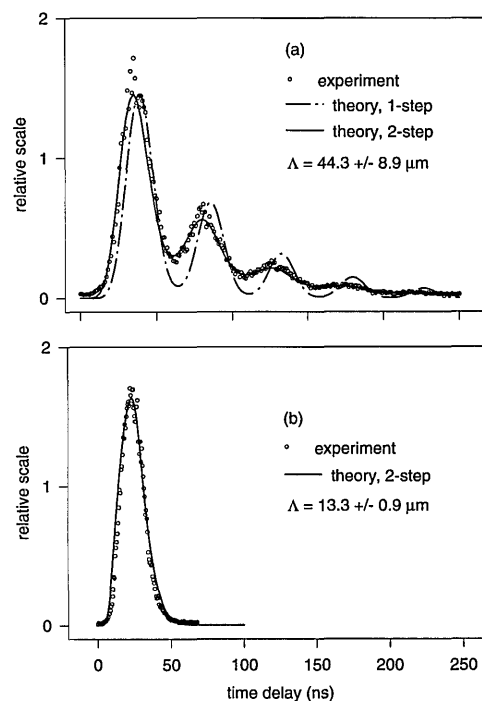 2
(a)
experiment
theory, 1-step
theory, 2-step
Λ = 44.3 +/- 8.9 μm
1
relative scale
0
2
(b)
experiment
theory, 2-step
Λ = 13.3 +/- 0.9 μm
1
relative scale
0
0 50 100 150 200 250
time delay (ns)